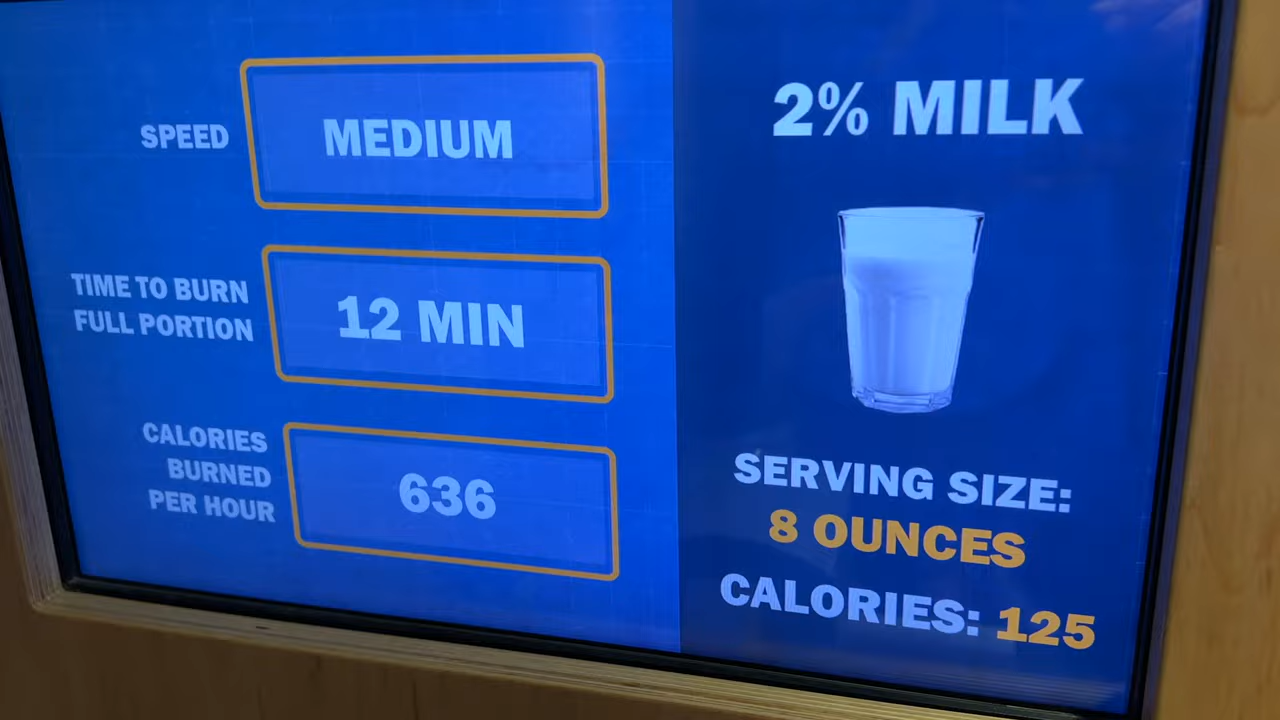 SPEED
MEDIUM
TIME TO BURN
FULL PORTION
12 MIN
CALORIES
BURNED
PER HOUR
636
2% MILK
SERVING SIZE:
8 OUNCES
CALORIES: 125